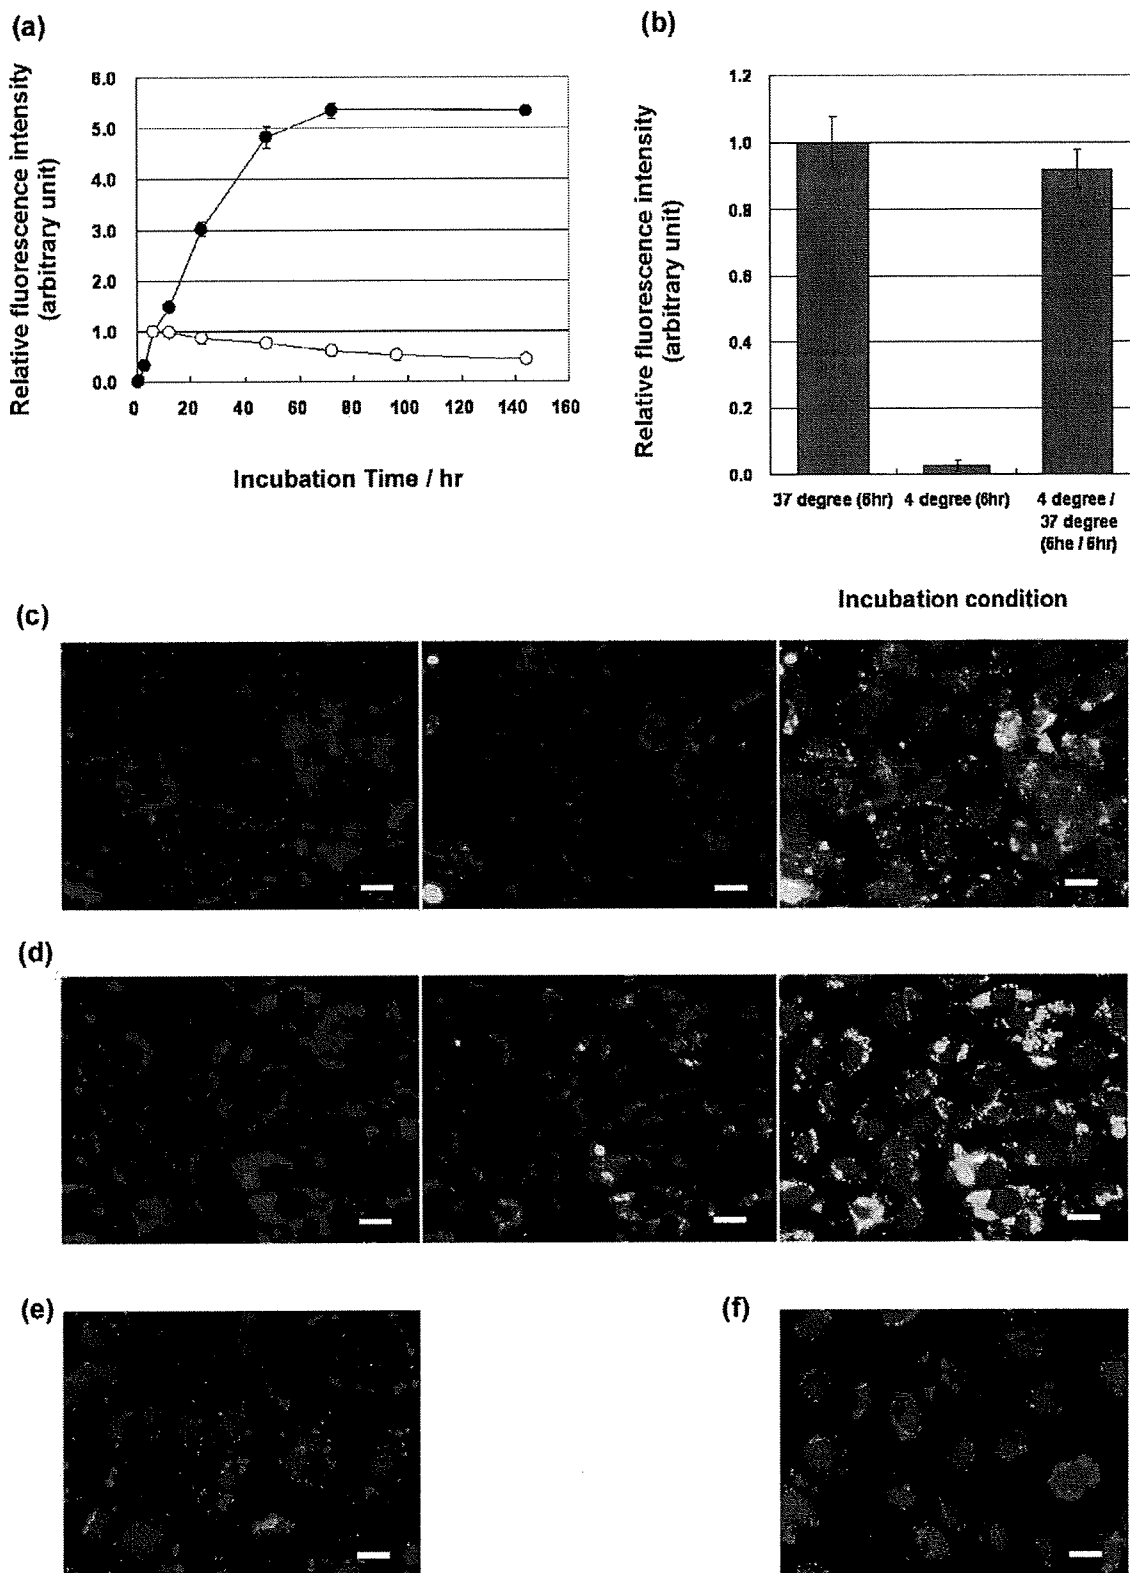 (a)
Relative fluorescence intensity
(arbitrary unit)
6.0
5.0
4.0
3.0
2.0
1.0
0.0
0 20 40 60 80 100 120 140 160
Incubation Time / hr
(b)
Relative fluorescence intensity
(arbitrary unit)
1.2
1.0
0.8
0.6
0.4
0.2
0.0
37 degree (6hr) 4 degree (6hr) 4 degree /
37 degree
(6he / 6hr)
Incubation condition
(c)
(d)
(e)
(f)